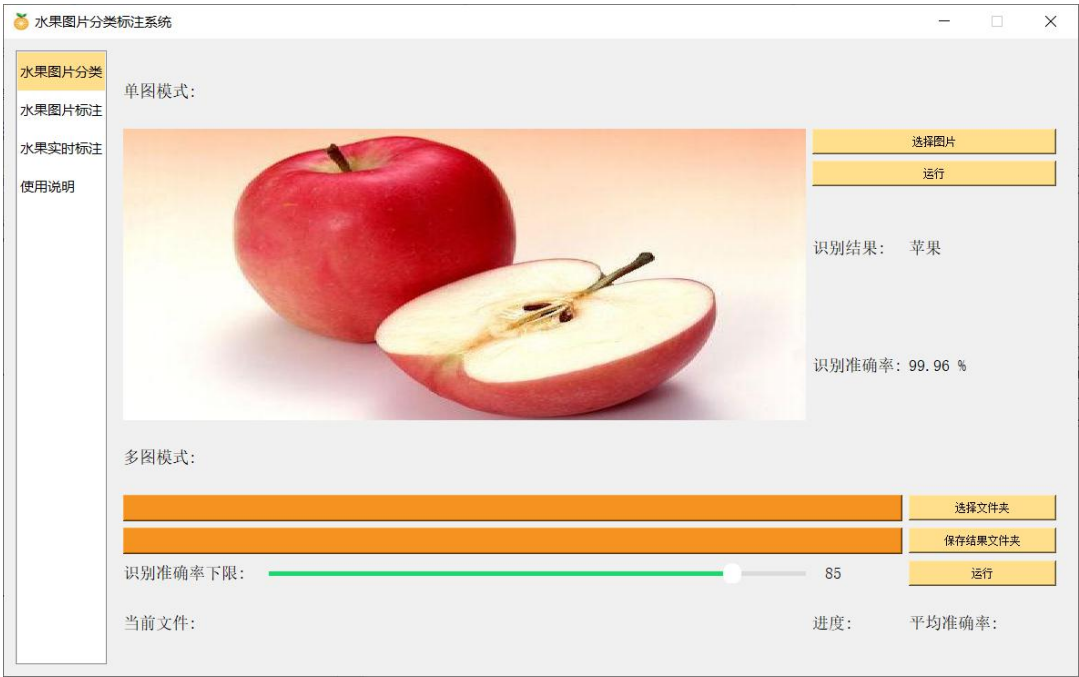 水果图片分类标注系统
水果图片分类
水果图片标注
水果实时标注
使用说明
单图模式:
选择图片
运行
识别结果: 苹果
识别准确率: 99.96 %
多图模式:
选择文件夹
保存结果文件夹
识别准确率下限: 85 运行
当前文件: 进度: 平均准确率: